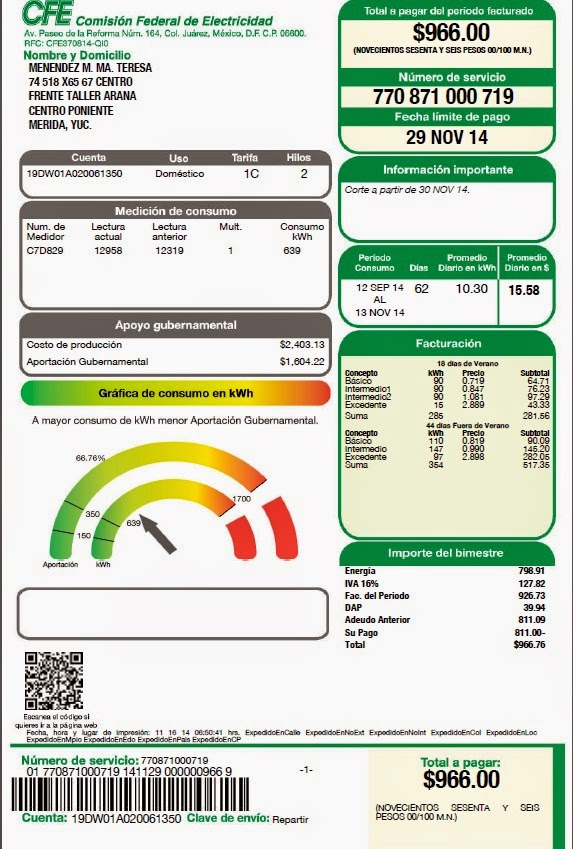 CFE Comisión Federal de Electricidad
Av. Paseo de la Reforma Núm. 164, Col. Juárez, México, D.F. C.P. 06600.
RFC: CFE370814-QI0
Nombre y Domicilio
MENENDEZ M. MA. TERESA
74 518 X65 67 CENTRO
FRENTE TALLER ARANA
CENTRO PONIENTE
MERIDA, YUC.
Total a pagar del periodo facturado
$966.00
(NOVECIENTOS SESENTA Y SEIS PESOS 00/100 M.N.)
Número de servicio
770 871 000 719
Fecha límite de pago
29 NOV 14
Cuenta Uso Tarifa Hilos
19DW01A020061350 Doméstico 1C 2
Información importante
Corte a partir de 30 NOV 14.
Medición de consumo
Num. de Medidor Lectura actual Lectura anterior Mult. Consumo kWh
C7D829 12958 12319 1 639
Periodo Consumo Días Promedio Diario en kWh Promedio Diario en $
12 SEP 14 AL 13 NOV 14 62 10.30 15.58
Apoyo gubernamental
Costo de producción $2,403.13
Aportación Gubernamental $1,604.22
Facturación
18 días de Verano
Concepto kWh Precio Subtotal
Básico 90 0.719 64.71
Intermedio1 90 0.847 76.23
Intermedio2 90 1.081 97.29
Excedente 15 2.889 43.33
Suma 285 281.56
44 días Fuera de Verano
Concepto kWh Precio Subtotal
Básico 110 0.819 90.09
Intermedio 147 0.990 145.20
Excedente 97 2.898 282.05
Suma 354 517.35
Gráfica de consumo en kWh
A mayor consumo de kWh menor Aportación Gubernamental.
66.76%
1700
350
639
150
Aportación kWh
Importe del bimestre
Energía 798.91
IVA 16% 127.82
Fac. del Periodo 926.73
DAP 39.94
Adeudo Anterior 811.09
Su Pago 811.00-
Total $966.76
Escanea el código si
quieres ir a la página web
Fecha, hora y lugar de impresión: 11 16 14 06:50:41 hrs. ExpedidoEnCalle ExpedidoEnNoExt ExpedidoEnNoInt ExpedidoEnCol ExpedidoEnLoc
ExpedidoEnMpio ExpedidoEnEdo ExpedidoEnPais ExpedidoEnCP
Número de servicio: 770871000719
01 770871000719 141129 000000966 9
-1-
Cuenta: 19DW01A020061350 Clave de envío: Repartir
Total a pagar:
$966.00
(NOVECIENTOS SESENTA Y SEIS
PESOS 00/100 M.N.)